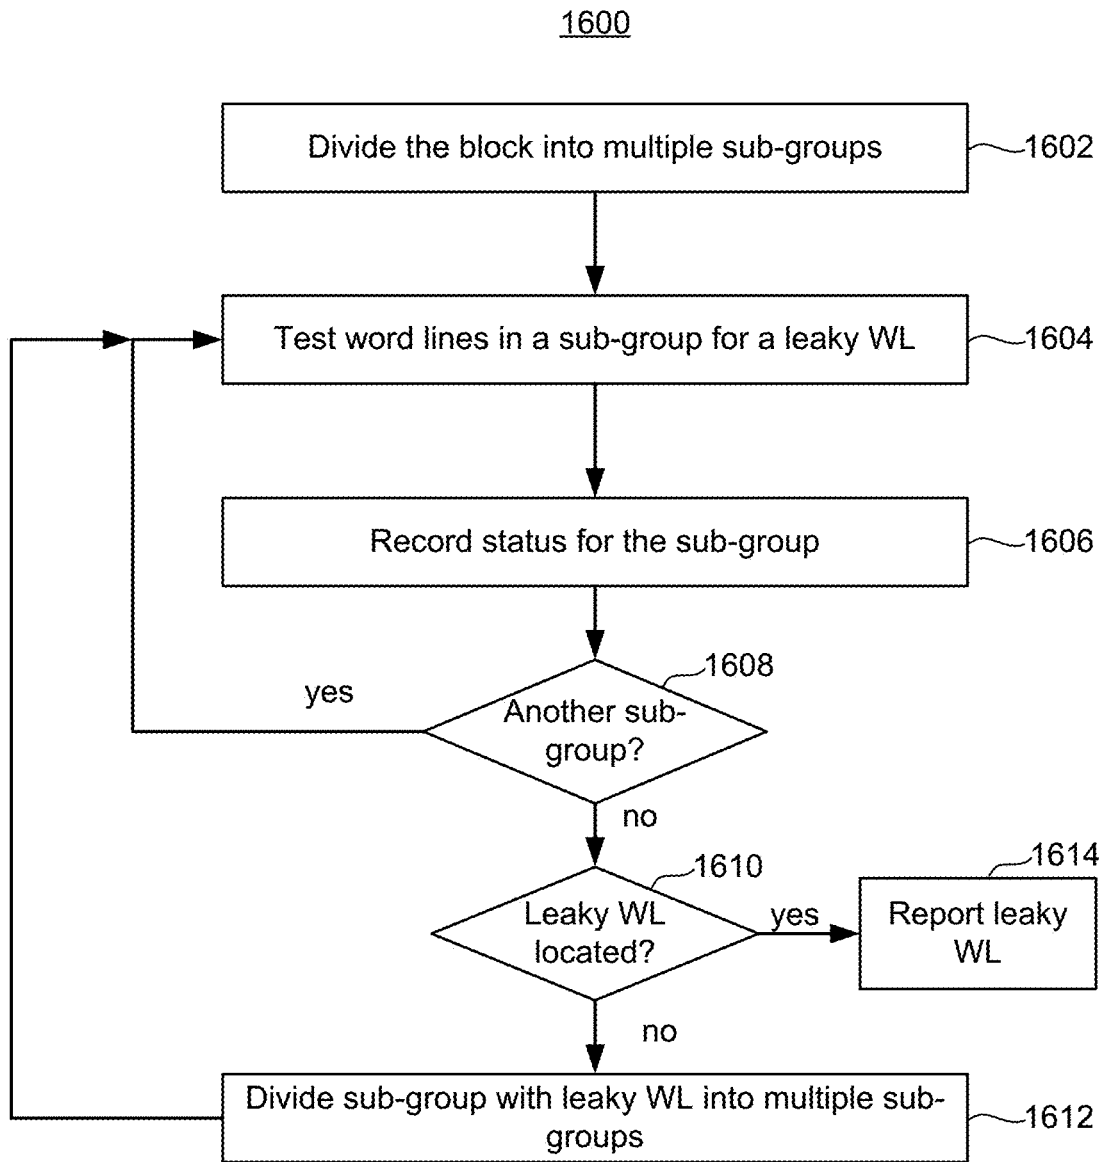 1600
Divide the block into multiple sub-groups
1602
Test word lines in a sub-group for a leaky WL
1604
Record status for the sub-group
1606
1608
yes
Another sub-
group?
no
1610
1614
Leaky WL
located?
yes
Report leaky
WL
no
Divide sub-group with leaky WL into multiple sub-
groups
1612